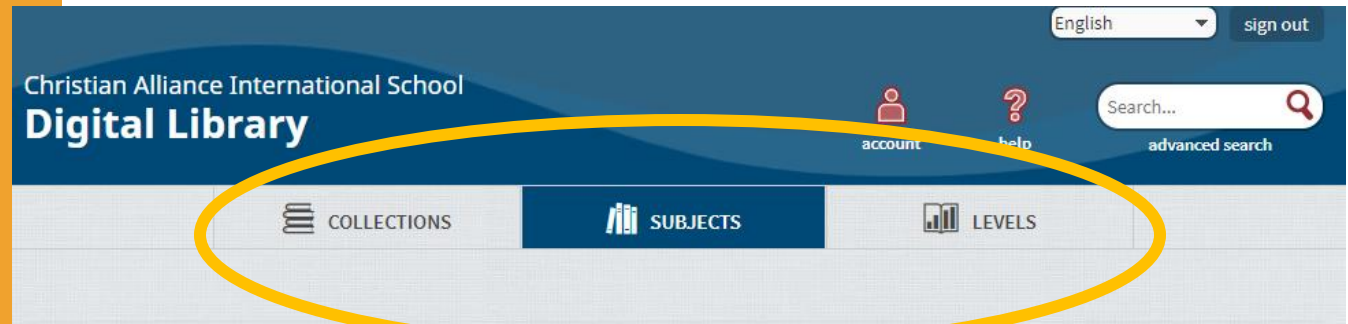 English sign out
Christian Alliance International School
Digital Library
account help Search...
advanced search
COLLECTIONS SUBJECTS LEVELS